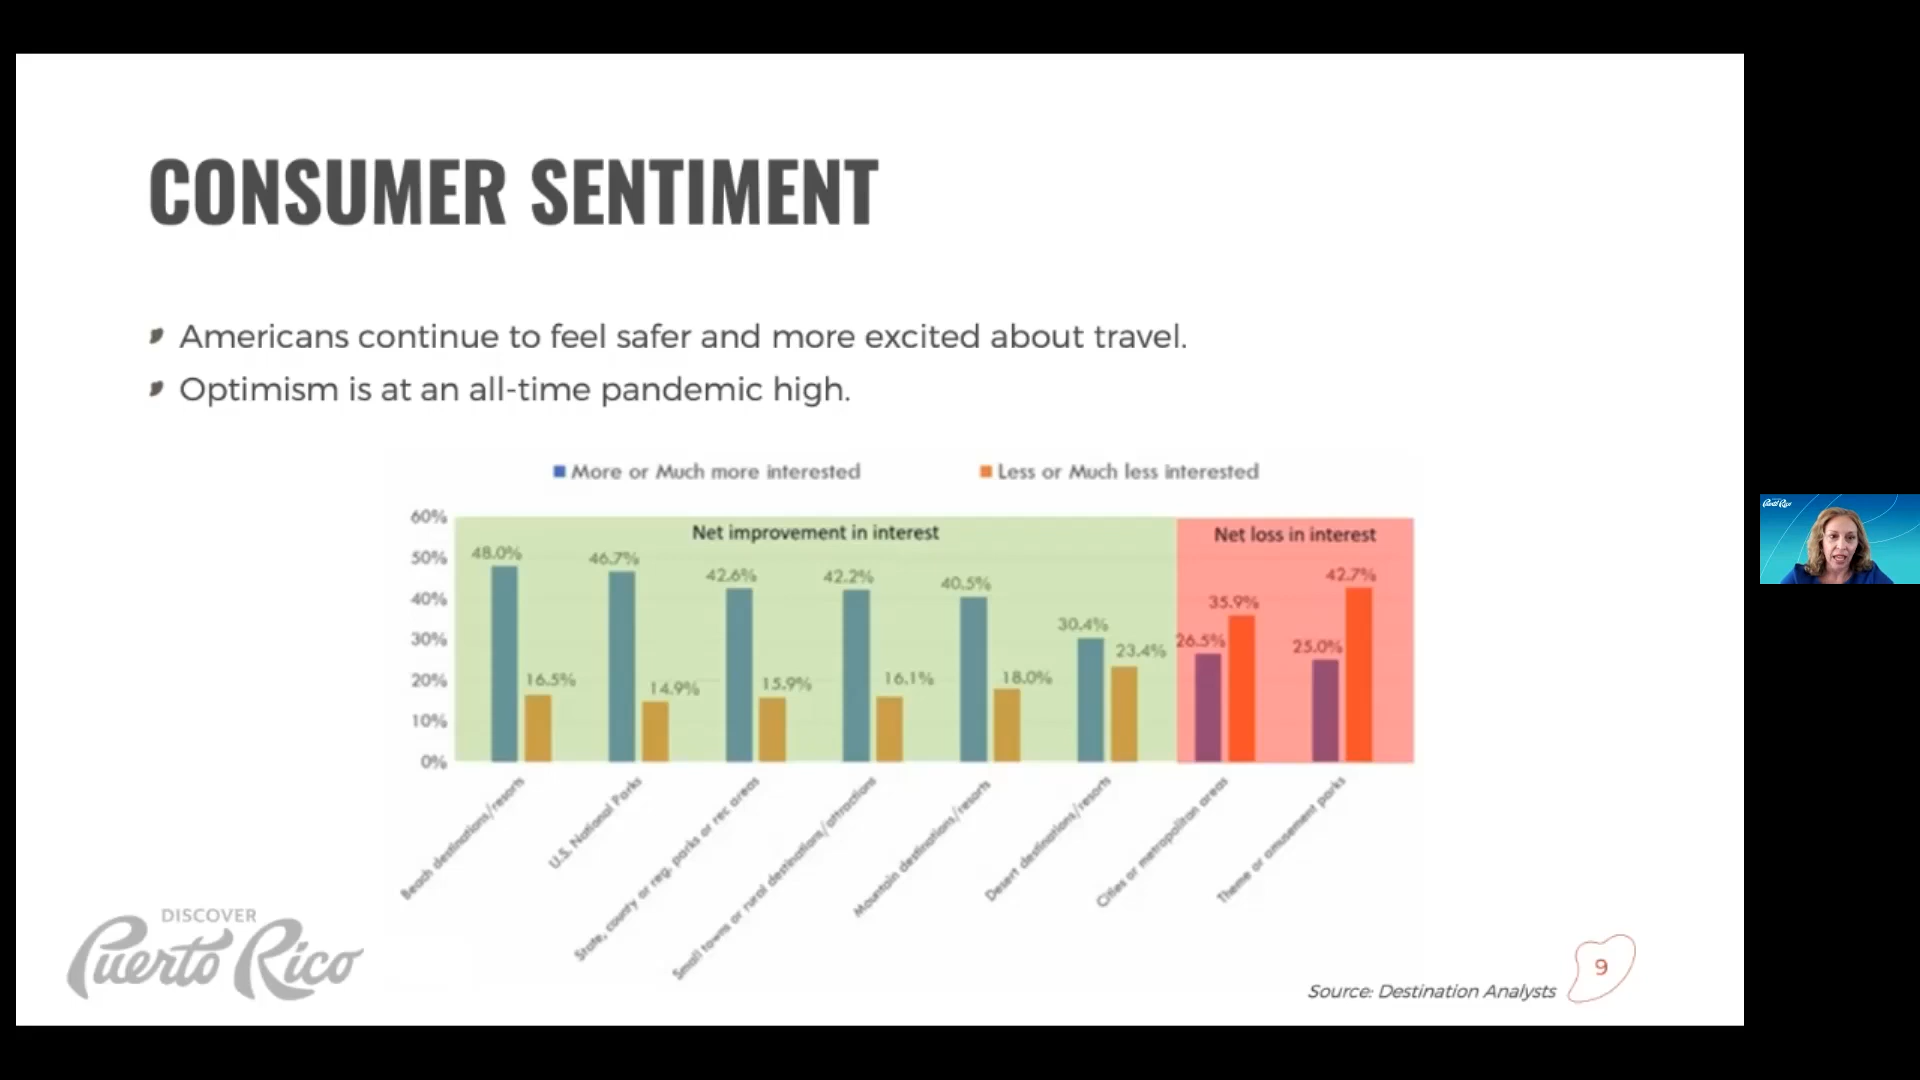 CONSUMER SENTIMENT
Americans continue to feel safer and more excited about travel.
Optimism is at an all-time pandemic high.
More or Much more interested
Less or Much less interested
Net improvement in interest
Net loss in interest
60%
50%
40%
30%
20%
10%
0%
48.0%
16.5%
46.7%
14.9%
42.6%
15.9%
42.2%
16.1%
40.5%
18.0%
30.4%
23.4%
26.5%
35.9%
25.0%
42.7%
Beach destinations/resorts
U.S. National Parks
State, county or reg. parks or rec areas
Small towns or rural destinations/attractions
Mountain destinations/resorts
Desert destinations/resorts
Cities or metropolitan areas
Theme or amusement parks
DISCOVER
Puerto Rico
Source: Destination Analysts
9
Puerto Rico